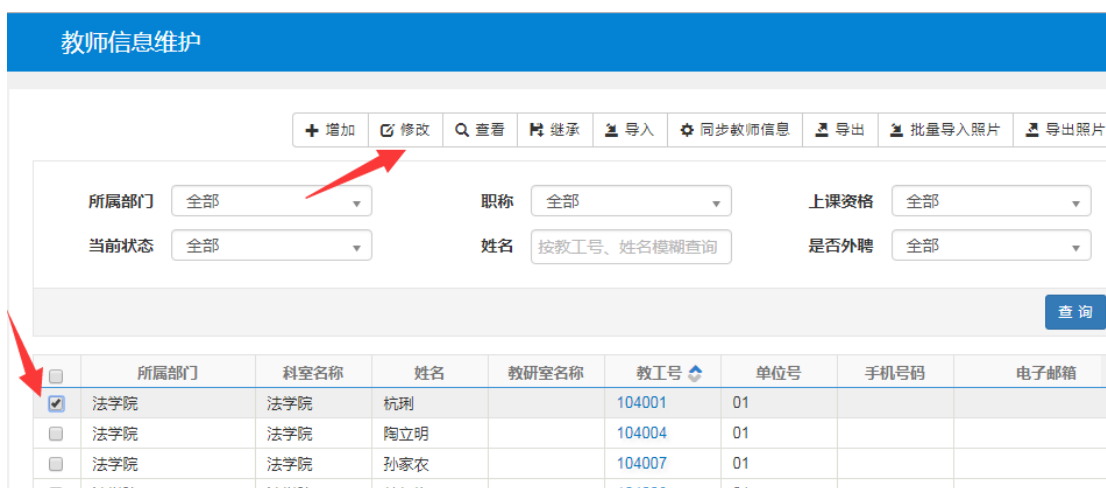 教师信息维护
增加 修改 查看 继承 导入 同步教师信息 导出 批量导入照片 导出照片
所属部门 全部 职称 全部 上课资格 全部
当前状态 全部 姓名 按教工号、姓名模糊查询 是否外聘 全部
查询
所属部门 科室名称 姓名 教研室名称 教工号 单位号 手机号码 电子邮箱
法学院 法学院 杭琍 104001 01
法学院 法学院 陶立明 104004 01
法学院 法学院 孙家农 104007 01